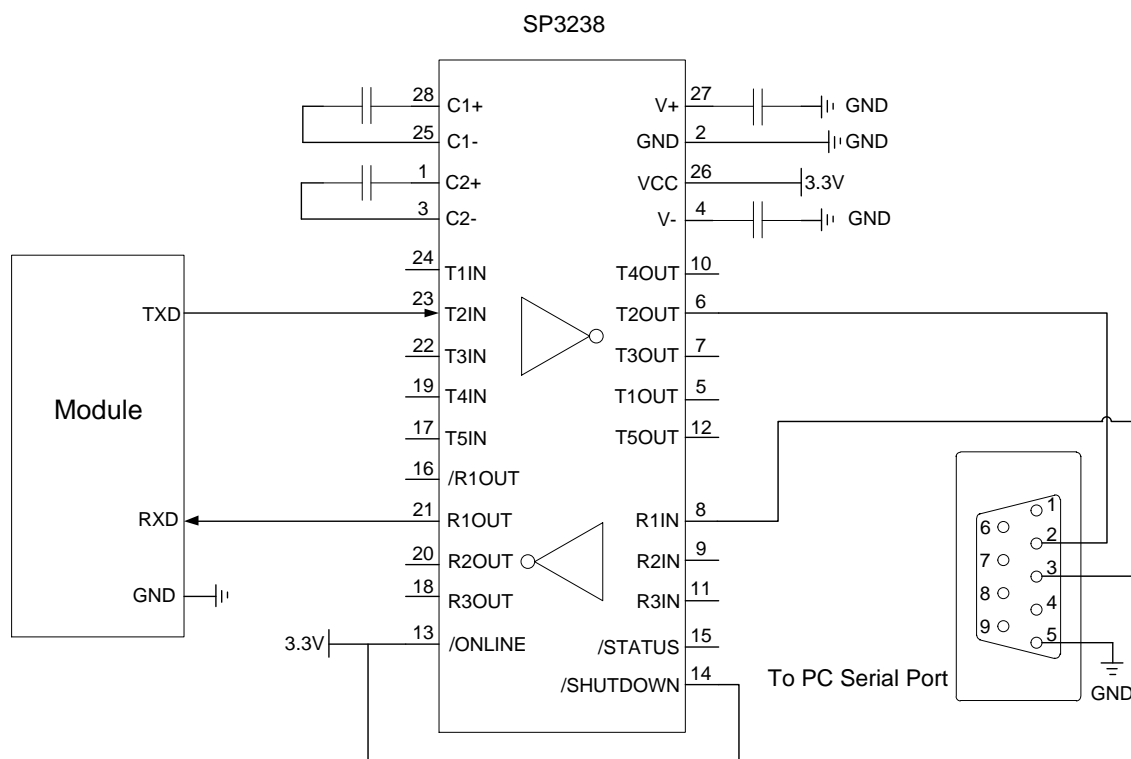 SP3238
28 C1+
25 C1-
1 C2+
3 C2-
24 T1IN
23 T2IN
22 T3IN
19 T4IN
17 T5IN
16 /R1OUT
21 R1OUT
20 R2OUT
18 R3OUT
3.3V 13 /ONLINE
V+ 27 GND
GND 2 GND
VCC 26 3.3V
V- 4 GND
T4OUT 10
T2OUT 6
T3OUT 7
T1OUT 5
T5OUT 12
R1IN 8
R2IN 9
R3IN 11
/STATUS 15
/SHUTDOWN 14
TXD
Module
RXD
GND
1
6
2
7
3
8
4
9
5
To PC Serial Port
GND